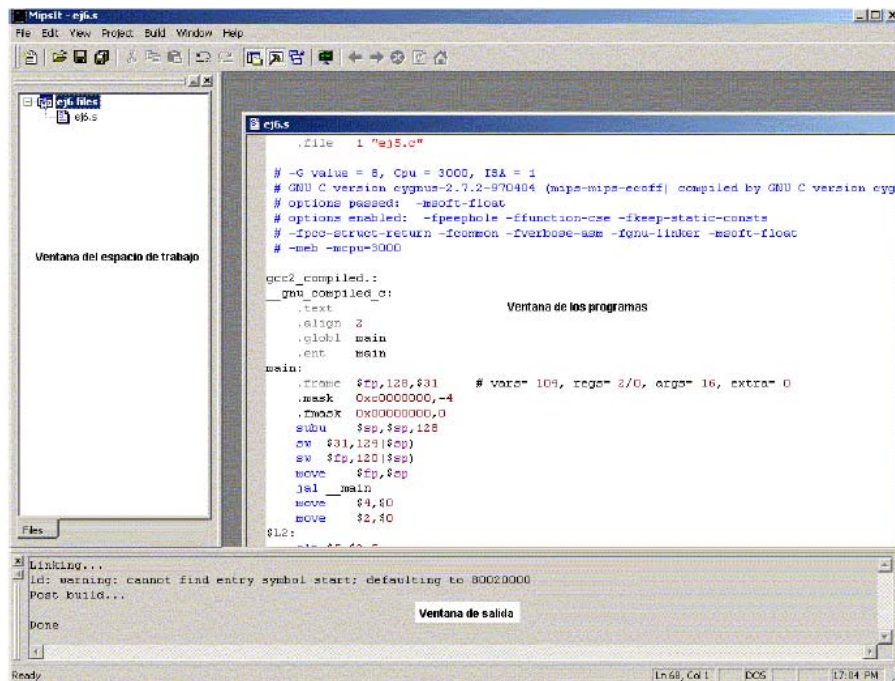 MipsIt - ej6.s
File Edit View Project Build Window Help
ej6 files
ej6.s
Ventana del espacio de trabajo
Files
ej6.s
.file 1 "ej5.c"
# -G value = 8, Cpu = 3000, ISA = 1
# GNU C version cygnus-2.7.2-970404 (mips-mips-ecoff) compiled by GNU C version cyg
# options passed: -msoft-float
# options enabled: -fpeephole -ffunction-cse -fkeep-static-consts
# -fpcc-struct-return -fcommon -fverbose-asm -fgnu-linker -msoft-float
# -meb -mcpu=3000
gcc2_compiled.:
__gnu_compiled_c:
.text
Ventana de los programas
.align 2
.globl main
.ent main
main:
.frame $fp,128,$31 # vars= 104, regs= 2/0, args= 16, extra= 0
.mask 0xc0000000,-4
.fmask 0x00000000,0
subu $sp,$sp,128
sw $31,124($sp)
sw $fp,120($sp)
move $fp,$sp
jal __main
move $4,$0
move $2,$0
$L2:
Linking...
ld: warning: cannot find entry symbol start; defaulting to 80020000
Post build...
Ventana de salida
Done
Ready
Ln 68, Col 1 DOS 17:04 PM